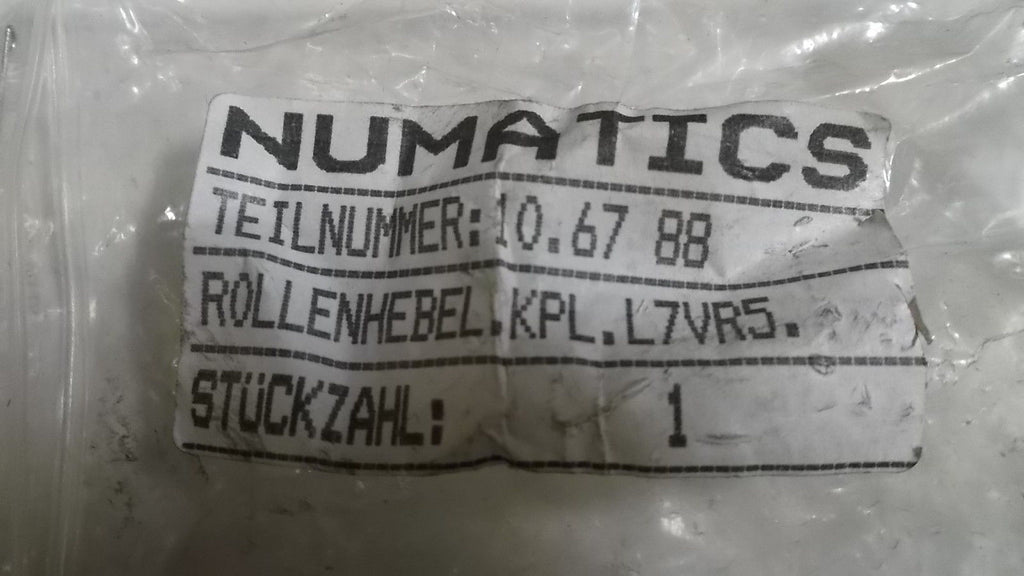 NUMATICS
TEILNUMMER: 10.67 88
ROLLENHEBEL.KPL.L7VR5.
STÜCKZAHL: 1